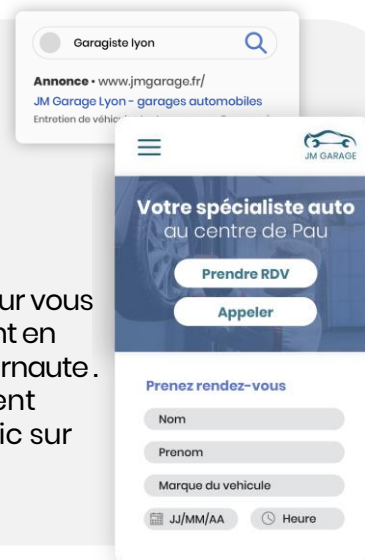 Garagiste lyon
Annonce • www.jmgarage.fr/
JM Garage Lyon - garages automobiles
Entretien de
JM GARAGE
Votre spécialiste auto
au centre de Pau
Prendre RDV
Appeler
ur vous
nt en
rnaute.
ent
ic sur
Prenez rendez-vous
Nom
Prenom
Marque du vehicule
JJ/MM/AA
Heure